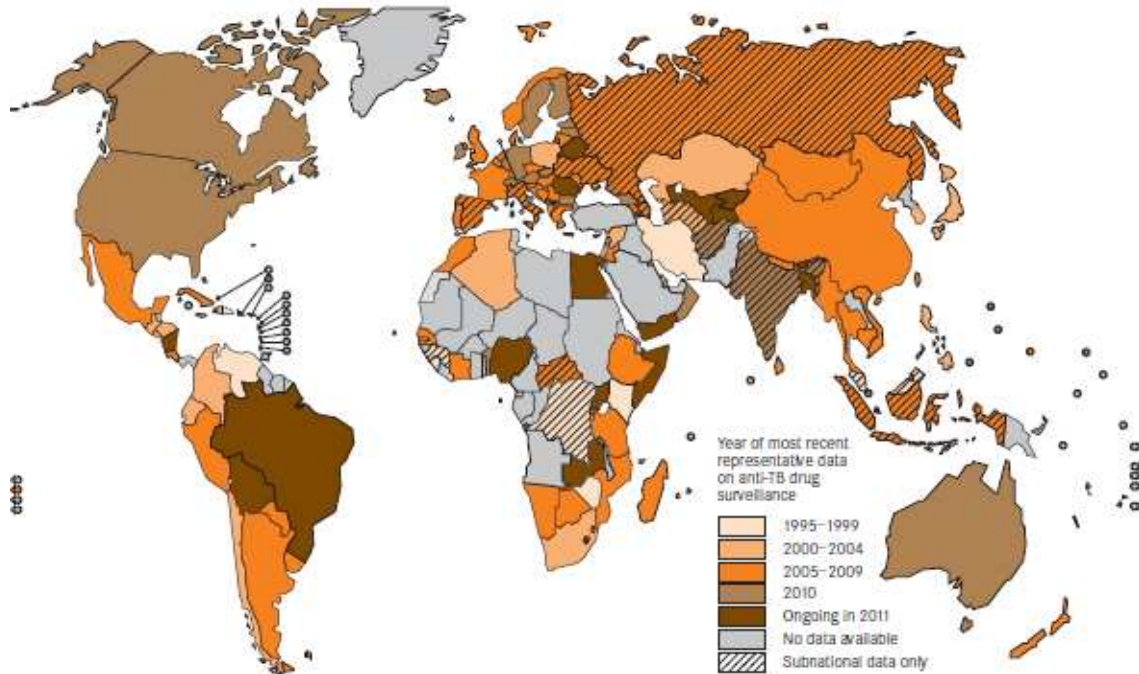 Year of most recent
representative data
on anti-TB drug
surveillance
1995–1999
2000–2004
2005–2009
2010
Ongoing in 2011
No data available
Subnational data only